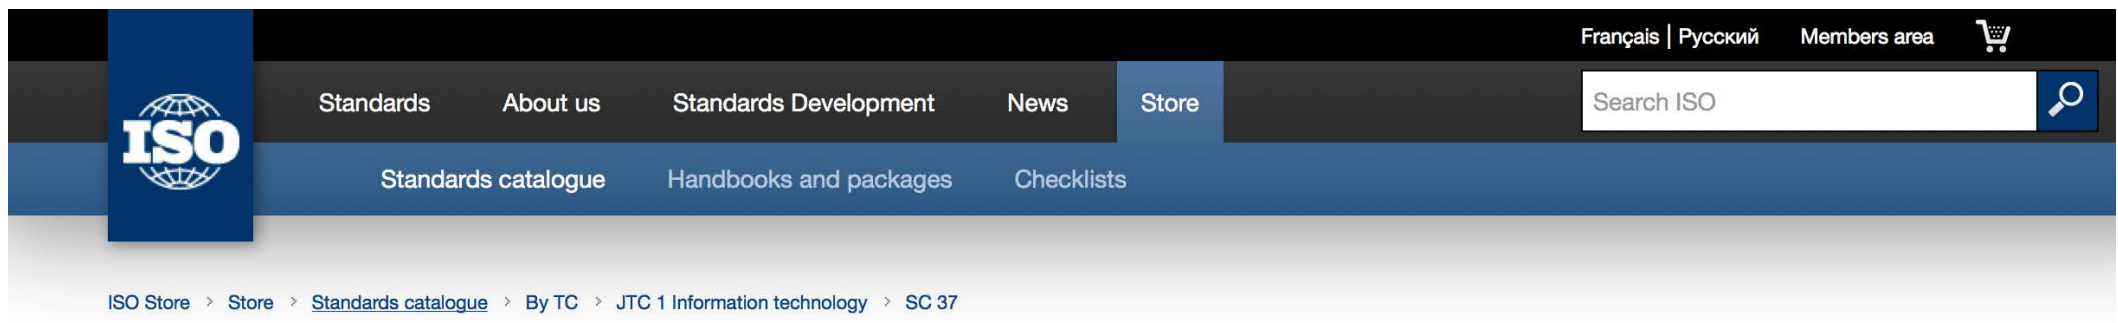 Français | Русский Members area
ISO
Standards About us Standards Development News Store
Search ISO
Standards catalogue Handbooks and packages Checklists
ISO Store > Store > Standards catalogue > By TC > JTC 1 Information technology > SC 37